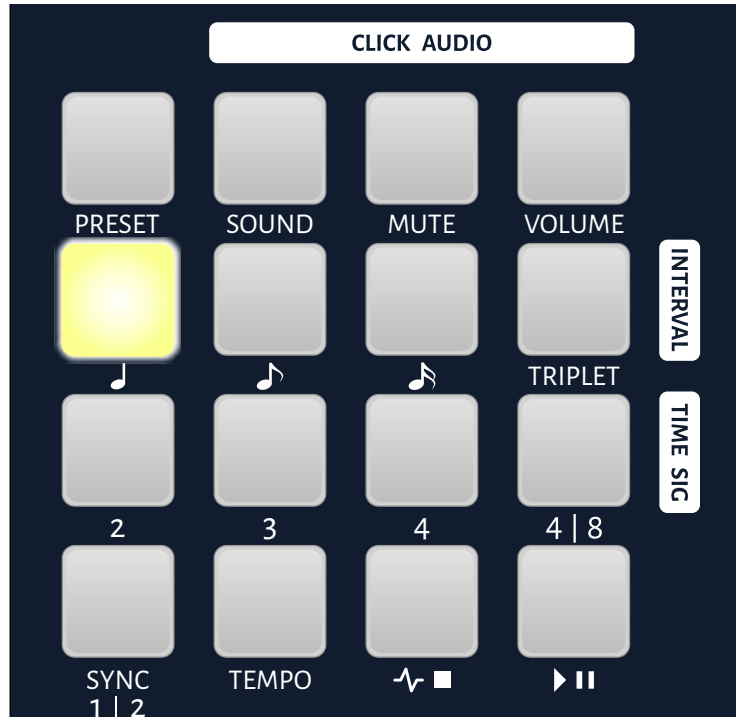 CLICK AUDIO
PRESET SOUND MUTE VOLUME
INTERVAL
TRIPLET
TIME SIG
2 3 4 4 | 8
SYNC TEMPO
1 | 2